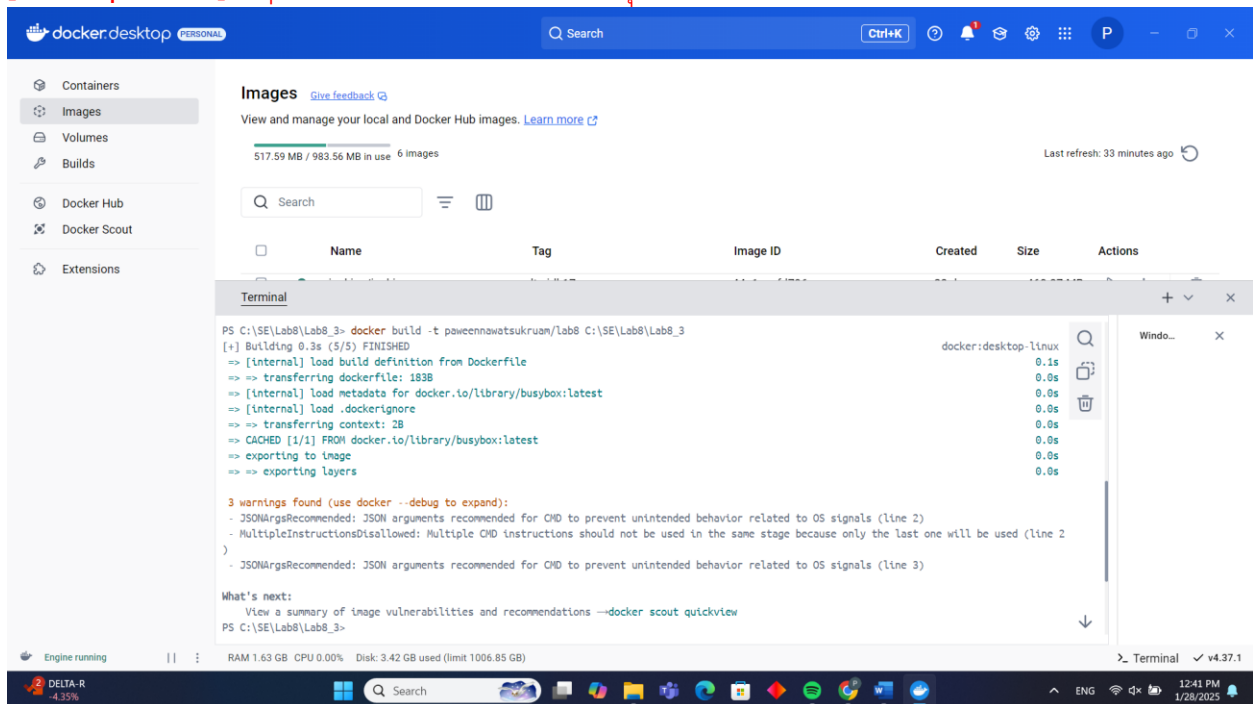 docker.desktop PERSONAL
Search
Ctrl+K
1
P
Containers
Images
Volumes
Builds
Docker Hub
Docker Scout
Extensions
Images Give feedback
View and manage your local and Docker Hub images. Learn more
517.59 MB / 983.56 MB in use 6 images
Last refresh: 33 minutes ago
Search
Name Tag Image ID Created Size Actions
Terminal
Windo...
PS C:\SE\Lab8\Lab8_3> docker build -t paweennawatsukruam/lab8 C:\SE\Lab8\Lab8_3
[+] Building 0.3s (5/5) FINISHED docker:desktop-linux
=> [internal] load build definition from Dockerfile 0.1s
=> => transferring dockerfile: 183B 0.0s
=> [internal] load metadata for docker.io/library/busybox:latest 0.0s
=> [internal] load .dockerignore 0.0s
=> => transferring context: 2B 0.0s
=> CACHED [1/1] FROM docker.io/library/busybox:latest 0.0s
=> exporting to image 0.0s
=> => exporting layers 0.0s
3 warnings found (use docker --debug to expand):
- JSONArgsRecommended: JSON arguments recommended for CMD to prevent unintended behavior related to OS signals (line 2)
- MultipleInstructionsDisallowed: Multiple CMD instructions should not be used in the same stage because only the last one will be used (line 2
)
- JSONArgsRecommended: JSON arguments recommended for CMD to prevent unintended behavior related to OS signals (line 3)
What's next:
View a summary of image vulnerabilities and recommendations →docker scout quickview
PS C:\SE\Lab8\Lab8_3>
Engine running
RAM 1.63 GB CPU 0.00% Disk: 3.42 GB used (limit 1006.85 GB)
Terminal v4.37.1
2
DELTA-R
-4.35%
Search
ENG
12:41 PM
1/28/2025